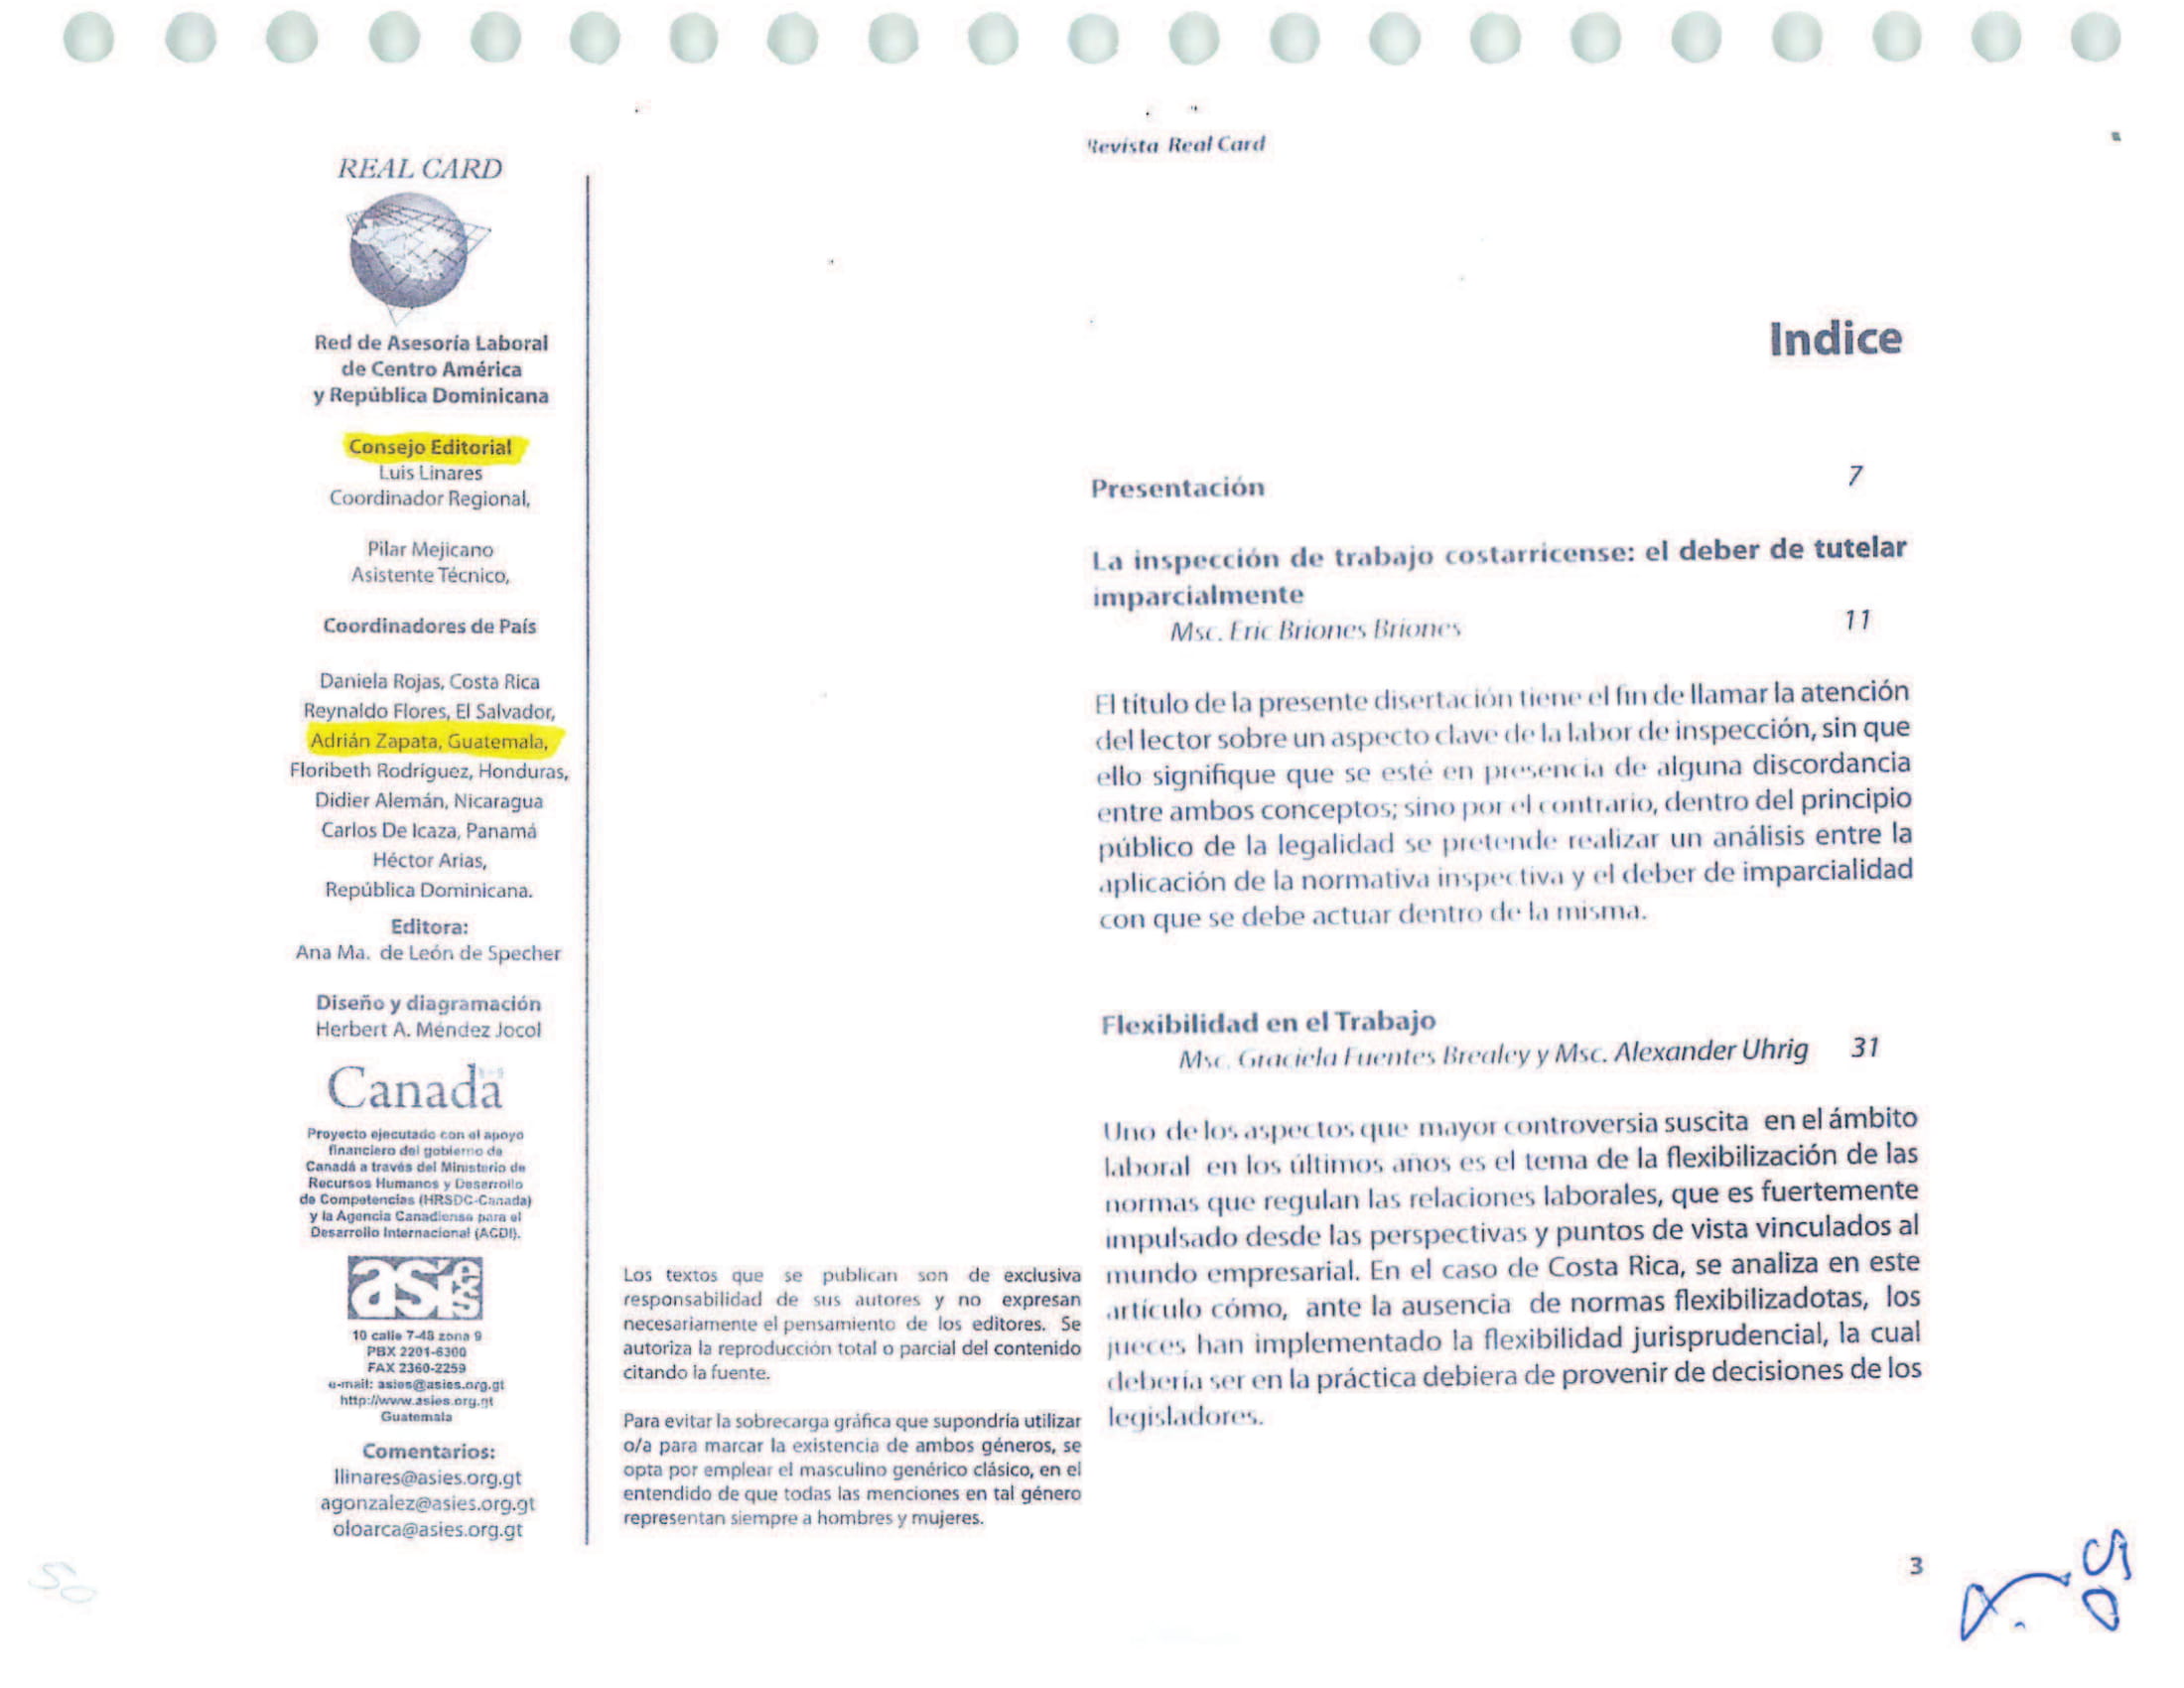 REAL CARD
Red de Asesoría Laboral
de Centro América
y República Dominicana
Consejo Editorial
Luis Linares
Coordinador Regional,
Pilar Mejicano
Asistente Técnico,
Coordinadores de País
Daniela Rojas, Costa Rica
Reynaldo Flores, El Salvador,
Adrián Zapata, Guatemala,
Floribeth Rodríguez, Honduras,
Didier Alemán, Nicaragua
Carlos De Icaza, Panamá
Héctor Arias,
República Dominicana.
Editora:
Ana Ma. de León de Specher
Diseño y diagramación
Herbert A. Méndez Jocol
Canada
Proyecto ejecutado con el apoyo
financiero del gobierno de
Canadá a través del Ministerio de
Recursos Humanos y Desarrollo
de Competencias (HRSDC-Canada)
y la Agencia Canadiense para el
Desarrollo Internacional (ACDI).
asies
10 calle 7-48 zona 9
PBX 2201-6300
FAX 2360-2259
e-mail: asies@asies.org.gt
http://www.asies.org.gt
Guatemala
Comentarios:
llinares@asies.org.gt
agonzalez@asies.org.gt
oloarca@asies.org.gt
Los textos que se publican son de exclusiva
responsabilidad de sus autores y no expresan
necesariamente el pensamiento de los editores. Se
autoriza la reproducción total o parcial del contenido
citando la fuente.
Para evitar la sobrecarga gráfica que supondría utilizar
o/a para marcar la existencia de ambos géneros, se
opta por emplear el masculino genérico clásico, en el
entendido de que todas las menciones en tal género
representan siempre a hombres y mujeres.
Revista Real Card
Indice
Presentación 7
La inspección de trabajo costarricense: el deber de tutelar
imparcialmente
Msc. Eric Briones Briones 11
El título de la presente disertación tiene el fin de llamar la atención
del lector sobre un aspecto clave de la labor de inspección, sin que
ello signifique que se esté en presencia de alguna discordancia
entre ambos conceptos; sino por el contrario, dentro del principio
público de la legalidad se pretende realizar un análisis entre la
aplicación de la normativa inspectiva y el deber de imparcialidad
con que se debe actuar dentro de la misma.
Flexibilidad en el Trabajo
Msc. Graciela Fuentes Brealey y Msc. Alexander Uhrig 31
Uno de los aspectos que mayor controversia suscita en el ámbito
laboral en los últimos años es el tema de la flexibilización de las
normas que regulan las relaciones laborales, que es fuertemente
impulsado desde las perspectivas y puntos de vista vinculados al
mundo empresarial. En el caso de Costa Rica, se analiza en este
artículo cómo, ante la ausencia de normas flexibilizadotas, los
jueces han implementado la flexibilidad jurisprudencial, la cual
debería ser en la práctica debiera de provenir de decisiones de los
legisladores.
3
50